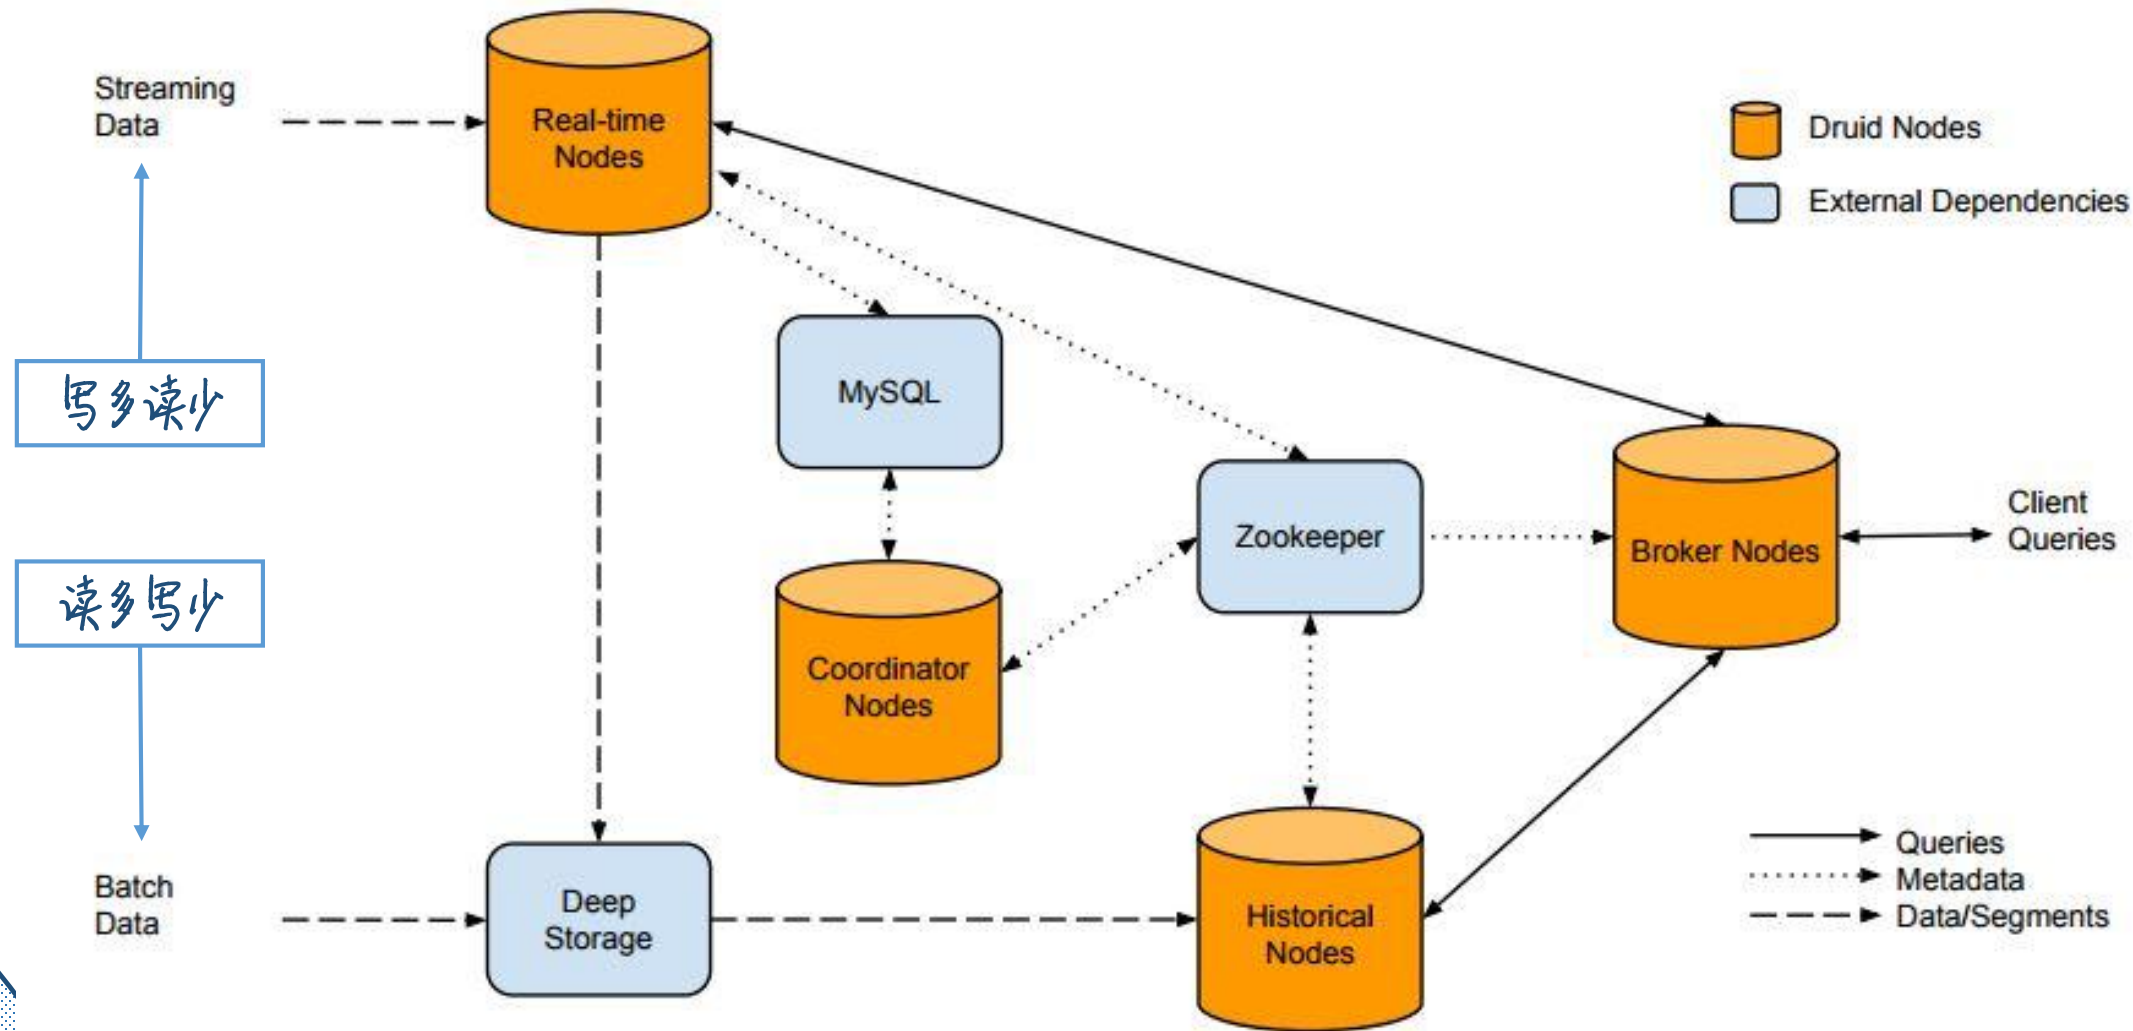 Streaming
Data
Real-time
Nodes
Druid Nodes
External Dependencies
写多读少
MySQL
Zookeeper
Broker Nodes
Client
Queries
读多写少
Coordinator
Nodes
Batch
Data
Deep
Storage
Historical
Nodes
Queries
Metadata
Data/Segments